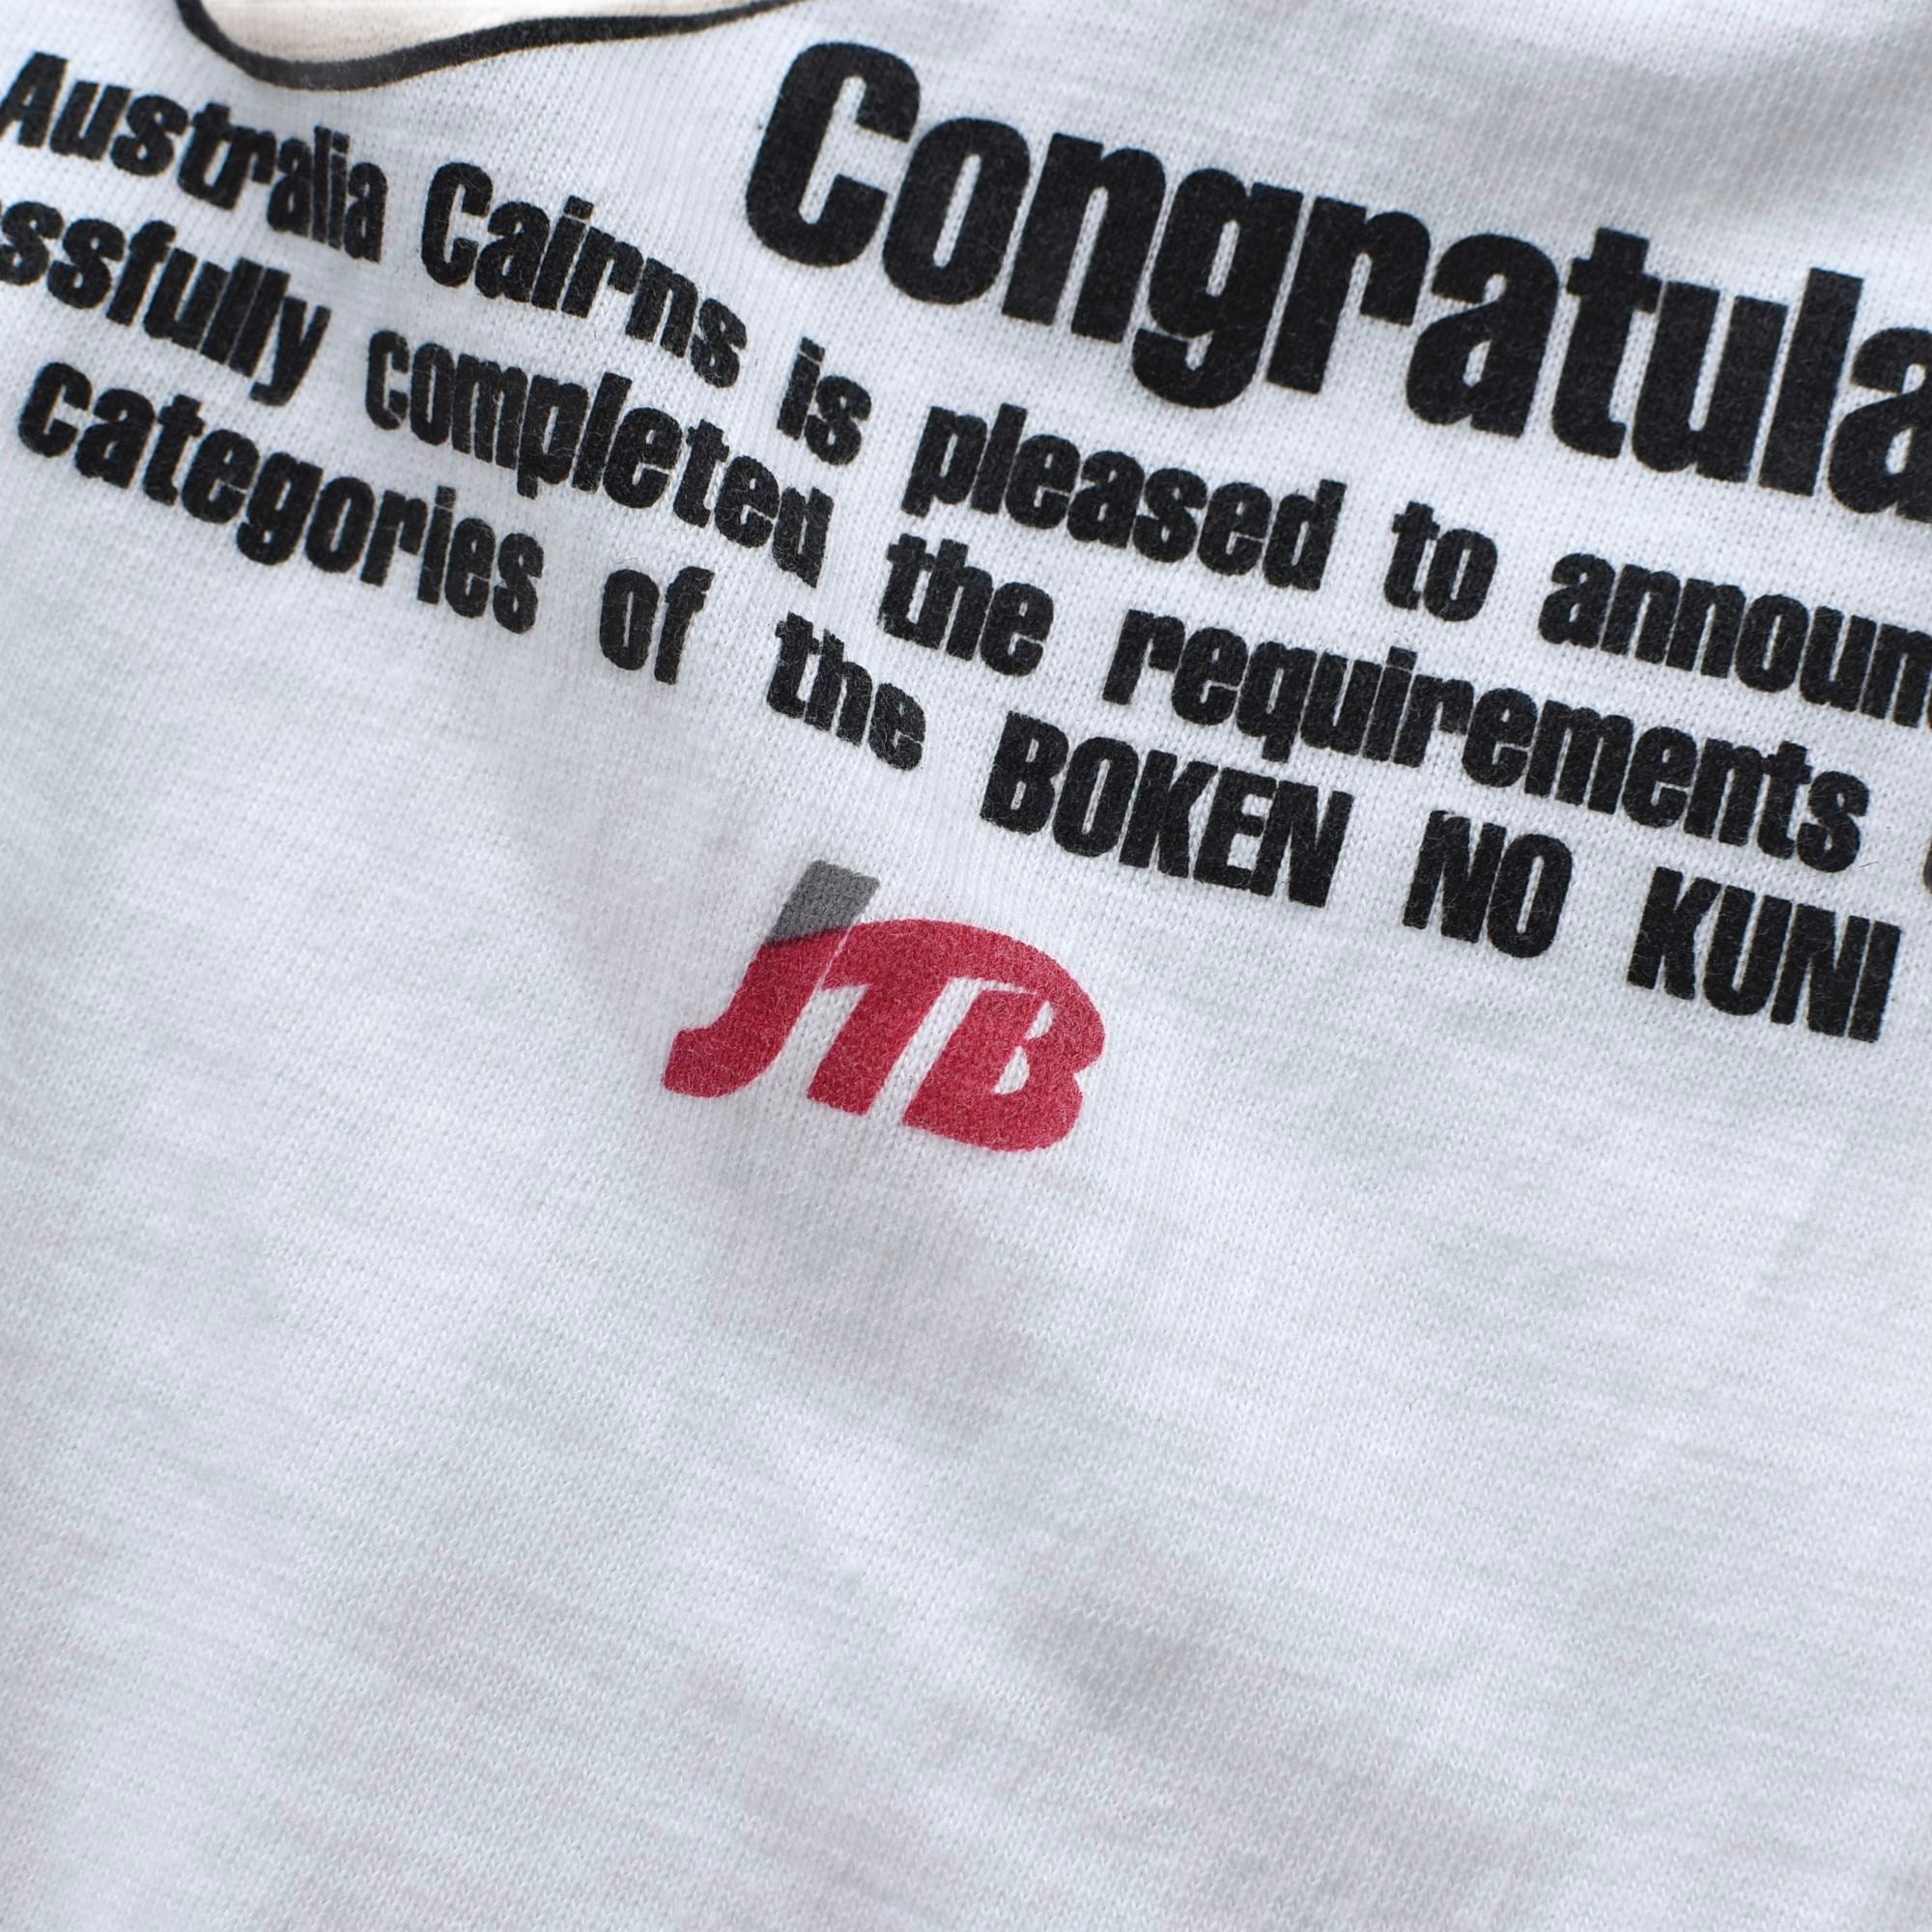 Congratula
Australia Cairns is pleased to announ
ssfully completed the requirements
categories of the BOKEN NO KUNI
JTB